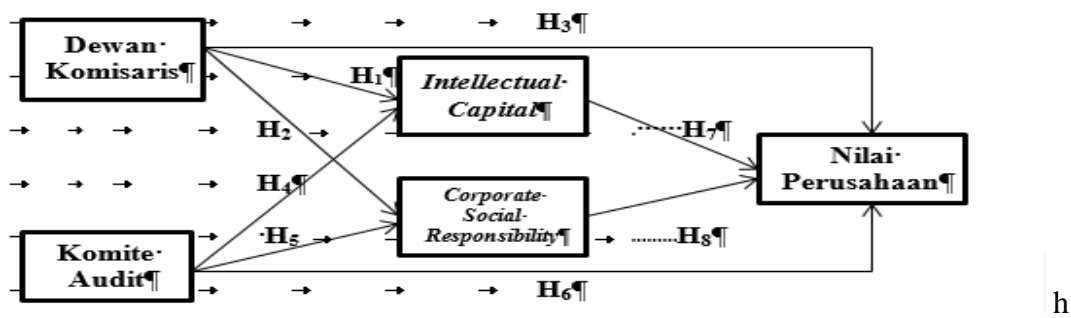 H₃¶
Dewan·
Komisaris¶
H₁¶
Intellectual·
Capital¶
H₂
.······H₇¶
Nilai·
Perusahaan¶
H₄¶
Corporate·
Social·
Responsibility¶
·H₅
.........H₈¶
Komite·
Audit¶
H₆¶
h